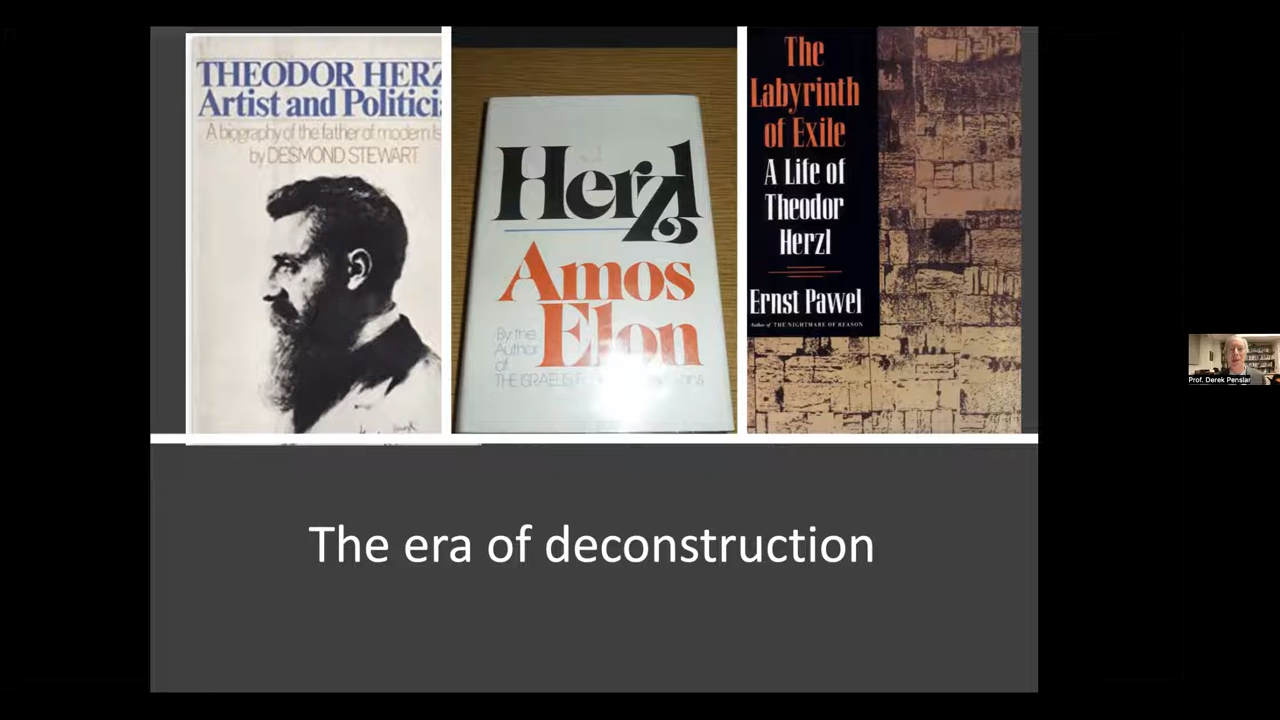 THEODOR HERZ
Artist and Politici
A biography of the father of modern Is
by DESMOND STEWART
Herzl
Amos
Elon
By the
Author
of
THE ISRAELIS
The
Labyrinth
of Exile
A Life of
Theodor
Herzl
Ernst Pawel
Author of THE NIGHTMARE OF REASON
The era of deconstruction
Prof. Derek Penslar